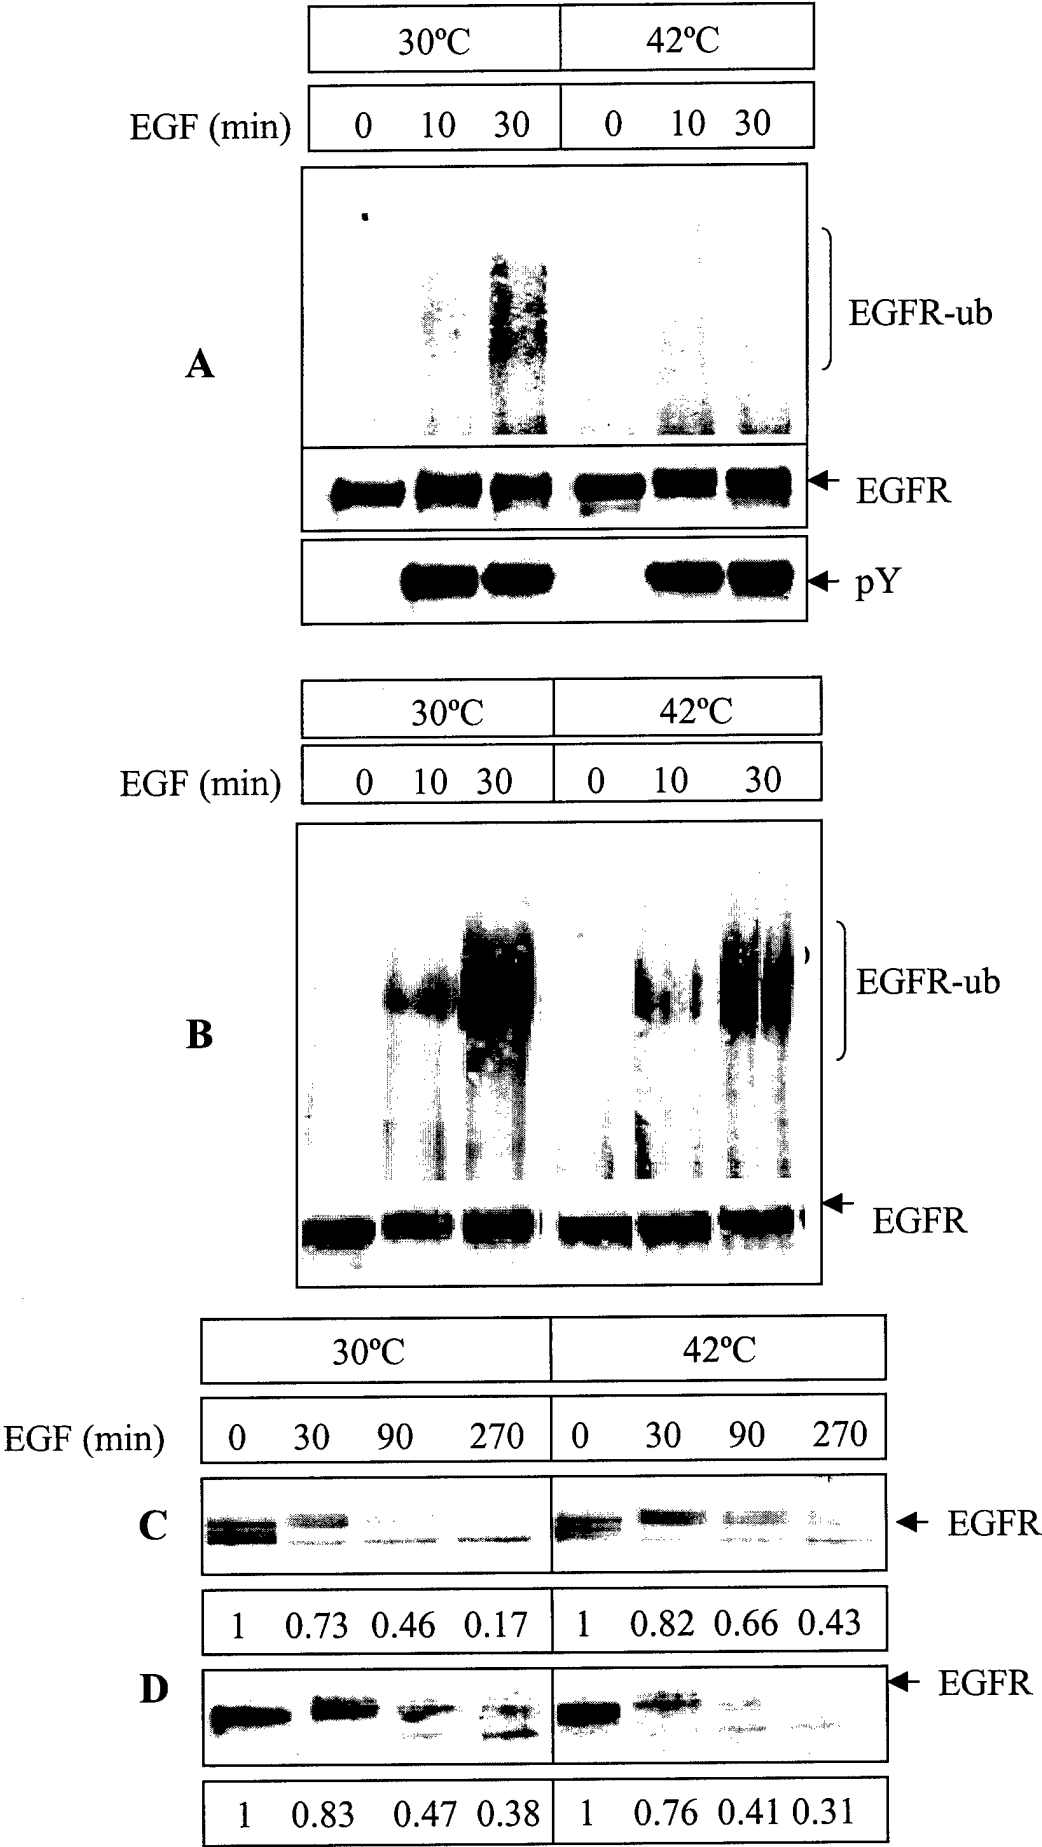 30ºC 42ºC
EGF (min) 0 10 30 0 10 30
EGFR-ub
A
EGFR
pY
30ºC 42ºC
EGF (min) 0 10 30 0 10 30
EGFR-ub
B
EGFR
30ºC 42ºC
EGF (min) 0 30 90 270 0 30 90 270
C EGFR
1 0.73 0.46 0.17 1 0.82 0.66 0.43
D EGFR
1 0.83 0.47 0.38 1 0.76 0.41 0.31